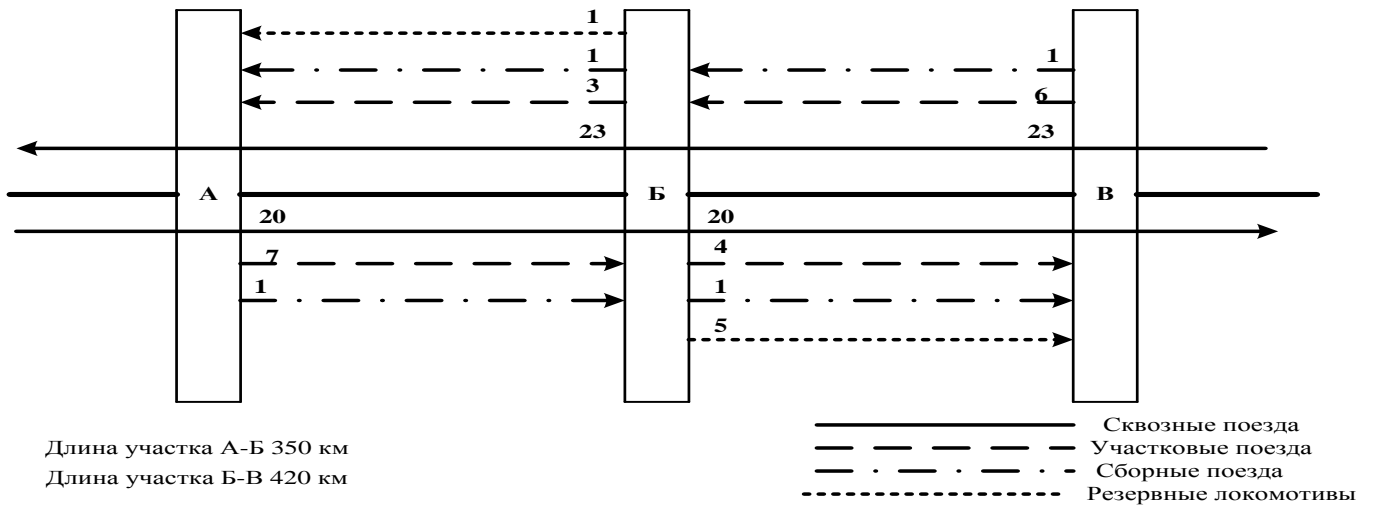 1
1 1
3 6
23 23
А Б В
20 20
7 4
1 1
5
Длина участка А-Б 350 км
Длина участка Б-В 420 км
Сквозные поезда
Участковые поезда
Сборные поезда
Резервные локомотивы